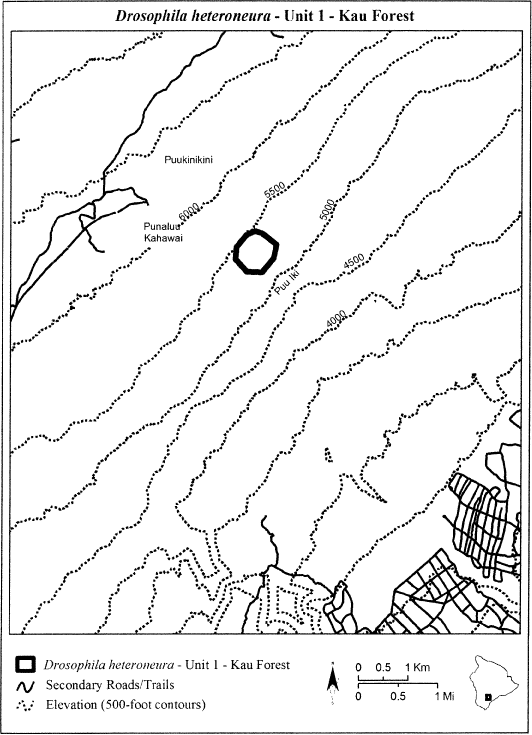 Drosophila heteroneura - Unit 1 - Kau Forest
Puukinikini
6000
5500
5000
Punaluu
Kahawai
4500
Puu Iki
4000
Drosophila heteroneura - Unit 1 - Kau Forest
Secondary Roads/Trails
Elevation (500-foot contours)
0 0.5 1 Km
0 0.5 1 Mi